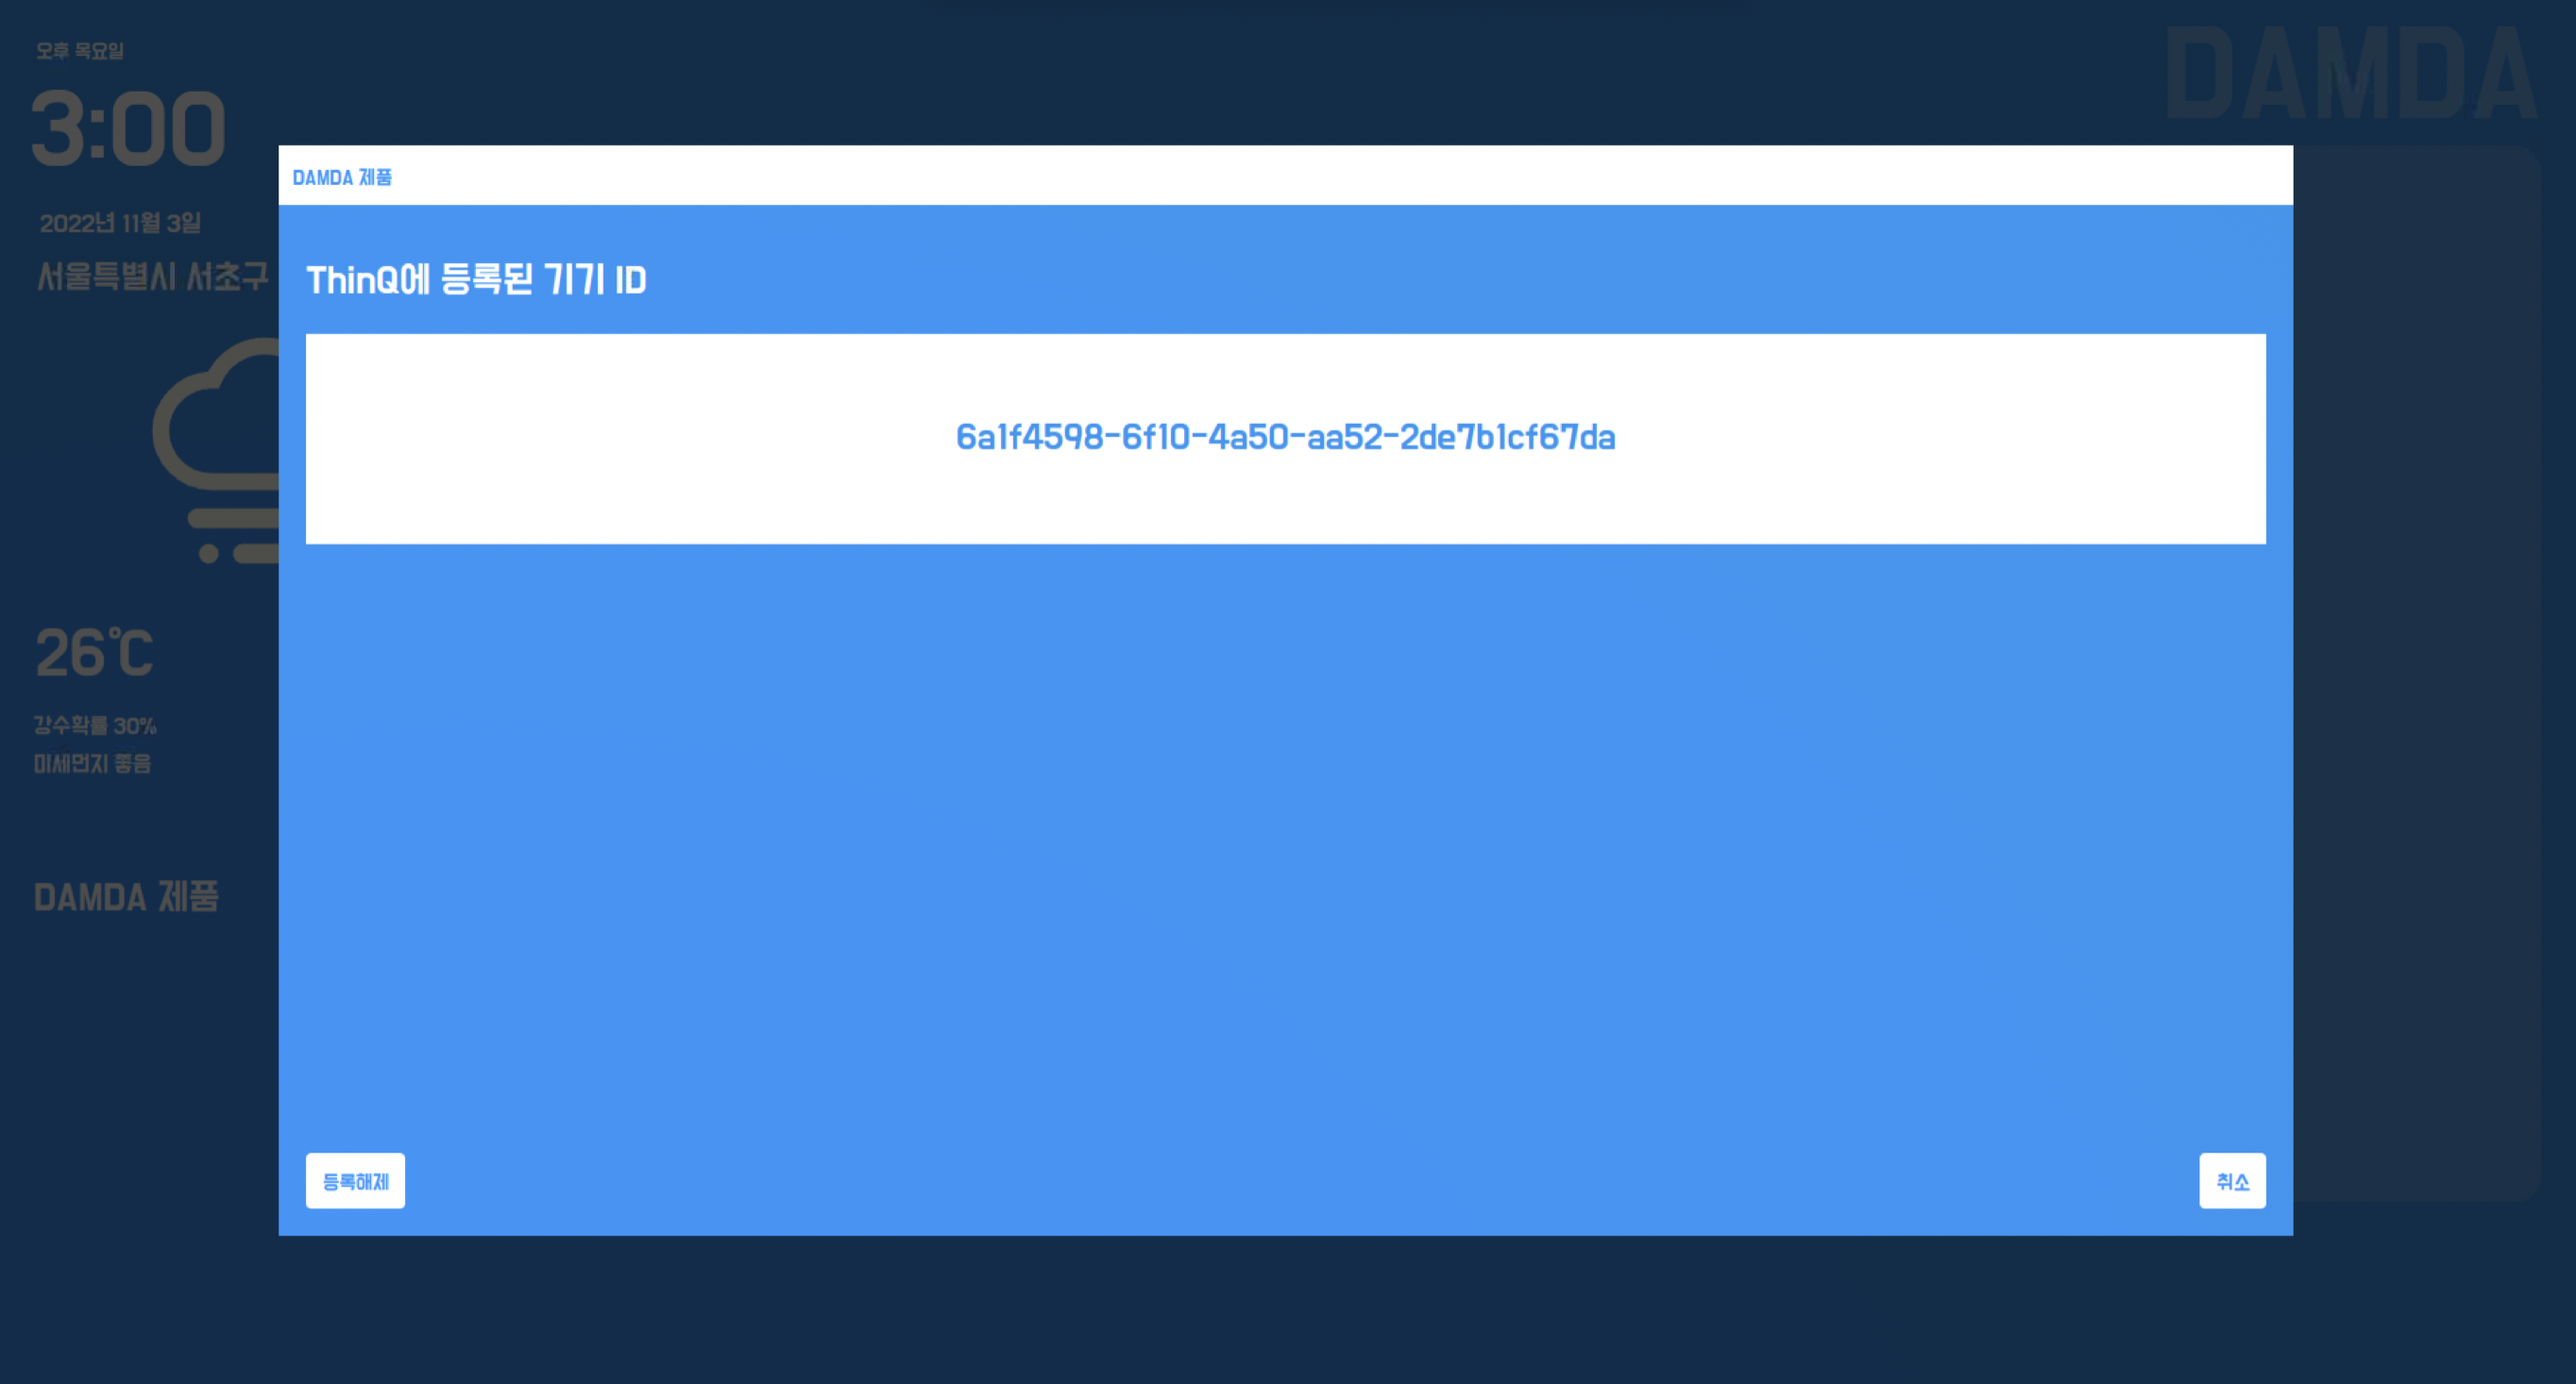 오후 목요일
3:00
2022년 11월 3일
서울특별시 서초구
26℃
강수확률 30%
미세먼지 좋음
DAMDA 제품
DAMDA
DAMDA 제품
ThinQ에 등록된 기기 ID
6a1f4598-6f10-4a50-aa52-2de7b1cf67da
등록해제
취소